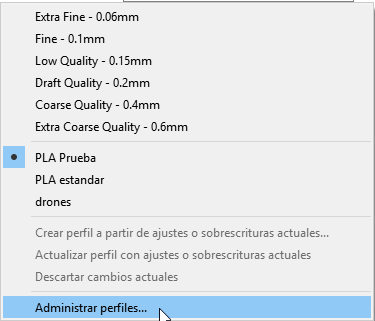 Extra Fine - 0.06mm
Fine - 0.1mm
Low Quality - 0.15mm
Draft Quality - 0.2mm
Coarse Quality - 0.4mm
Extra Coarse Quality - 0.6mm
PLA Prueba
PLA estandar
drones
Crear perfil a partir de ajustes o sobrescrituras actuales...
Actualizar perfil con ajustes o sobrescrituras actuales
Descartar cambios actuales
Administrar perfiles...